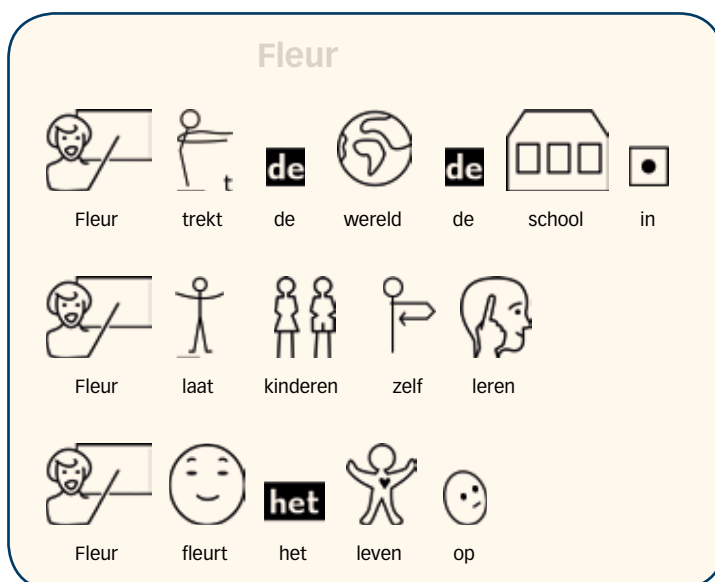 Fleur
t de de
Fleur trekt de wereld de school in
Fleur laat kinderen zelf leren
het
Fleur fleurt het leven op